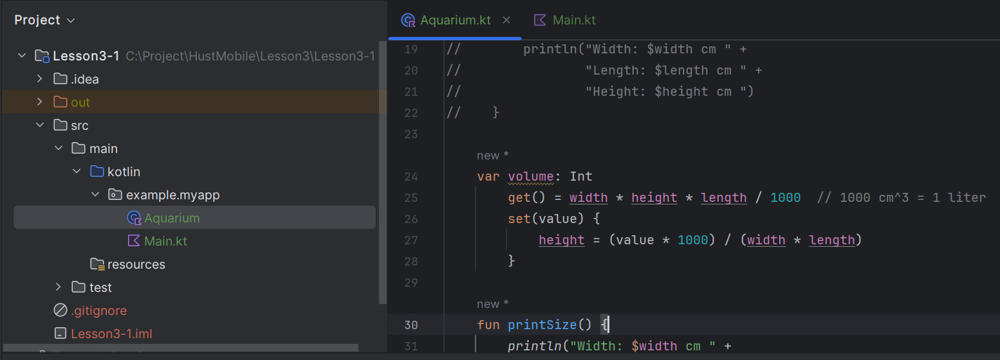 Project
Lesson3-1 C:\Project\HustMobile\Lesson3\Lesson3-1
.idea
out
src
main
kotlin
example.myapp
Aquarium
Main.kt
resources
test
.gitignore
Lesson3-1.iml
Aquarium.kt Main.kt
19 // println("Width: $width cm " +
20 // "Length: $length cm " +
21 // "Height: $height cm ")
22 // }
23
new *
24 var volume: Int
25 get() = width * height * length / 1000 // 1000 cm^3 = 1 liter
26 set(value) {
27 height = (value * 1000) / (width * length)
28 }
29
new *
30 fun printSize() {
31 println("Width: $width cm " +